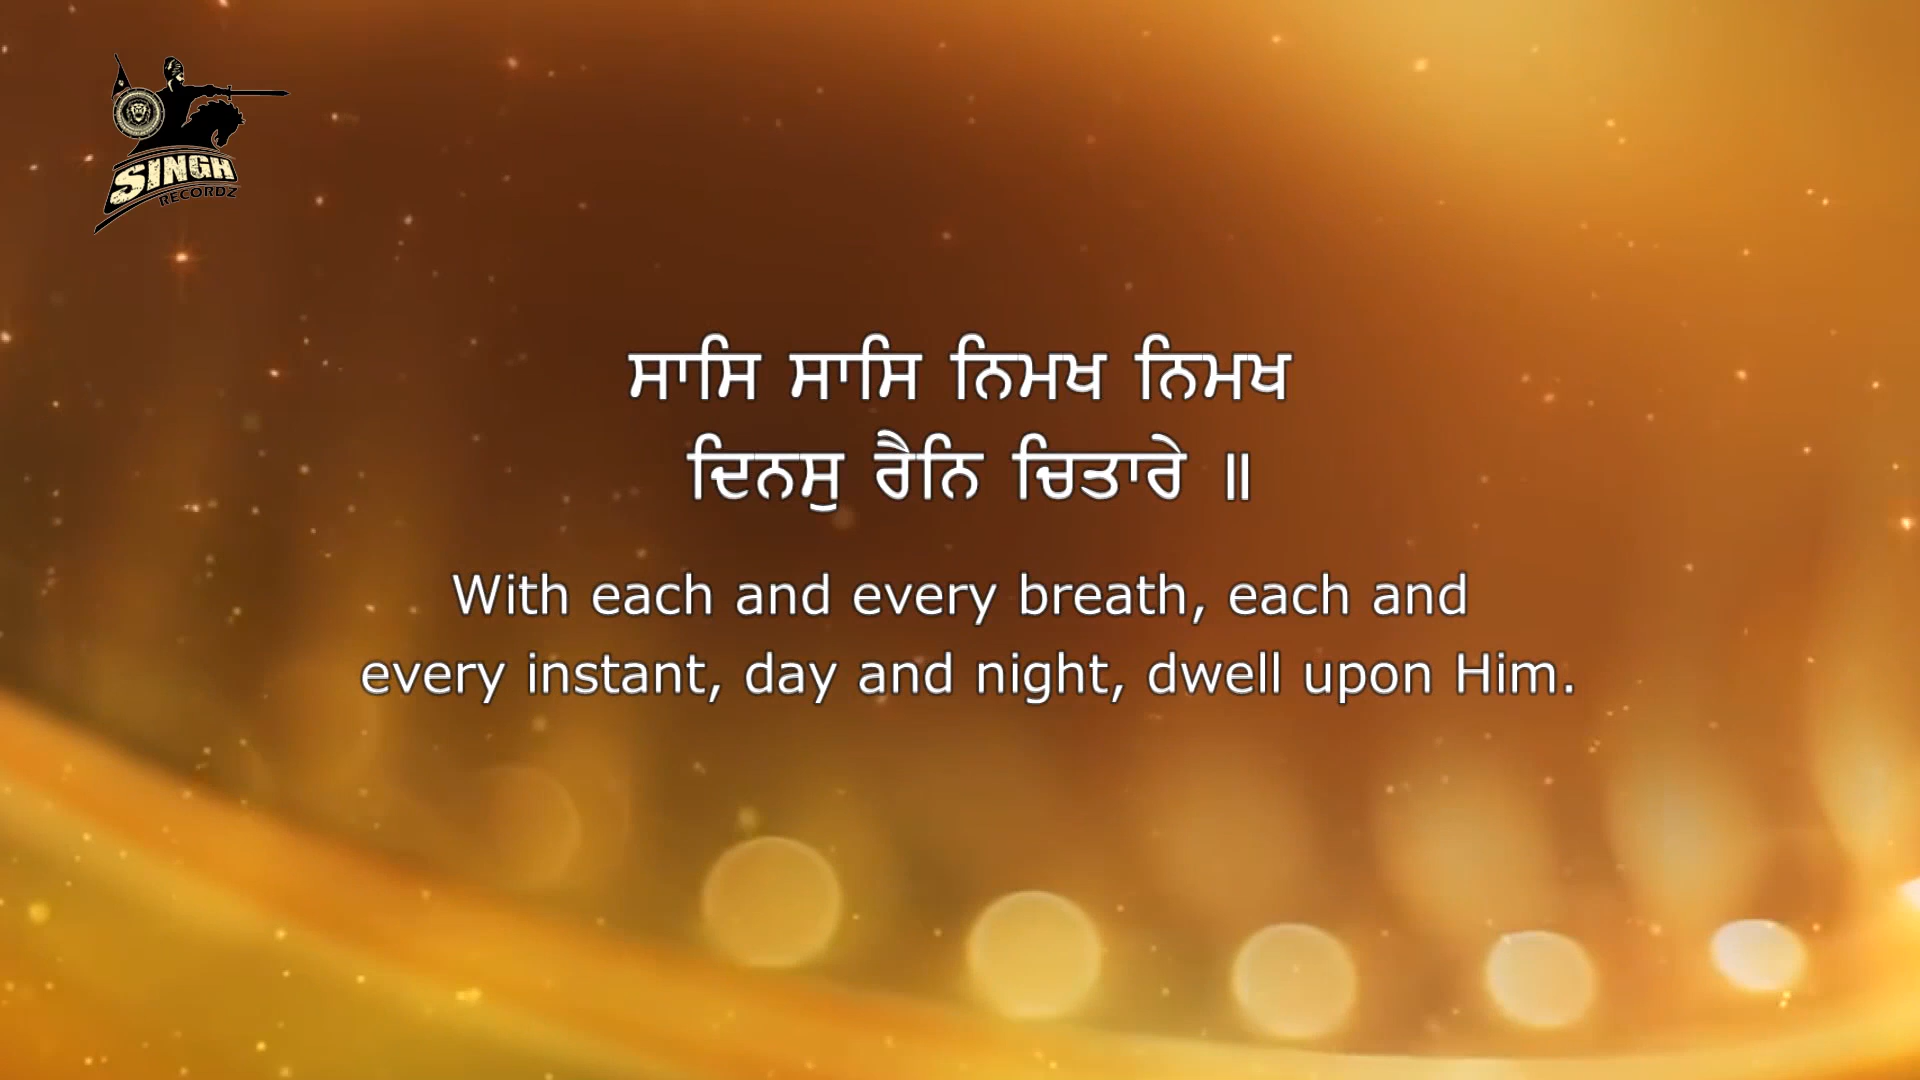 SINGH
RECORDZ
ਸਾਸਿ ਸਾਸਿ ਨਿਮਖ ਨਿਮਖ
ਦਿਨਸੁ ਰੈਨਿ ਚਿਤਾਰੇ ॥
With each and every breath, each and
every instant, day and night, dwell upon Him.